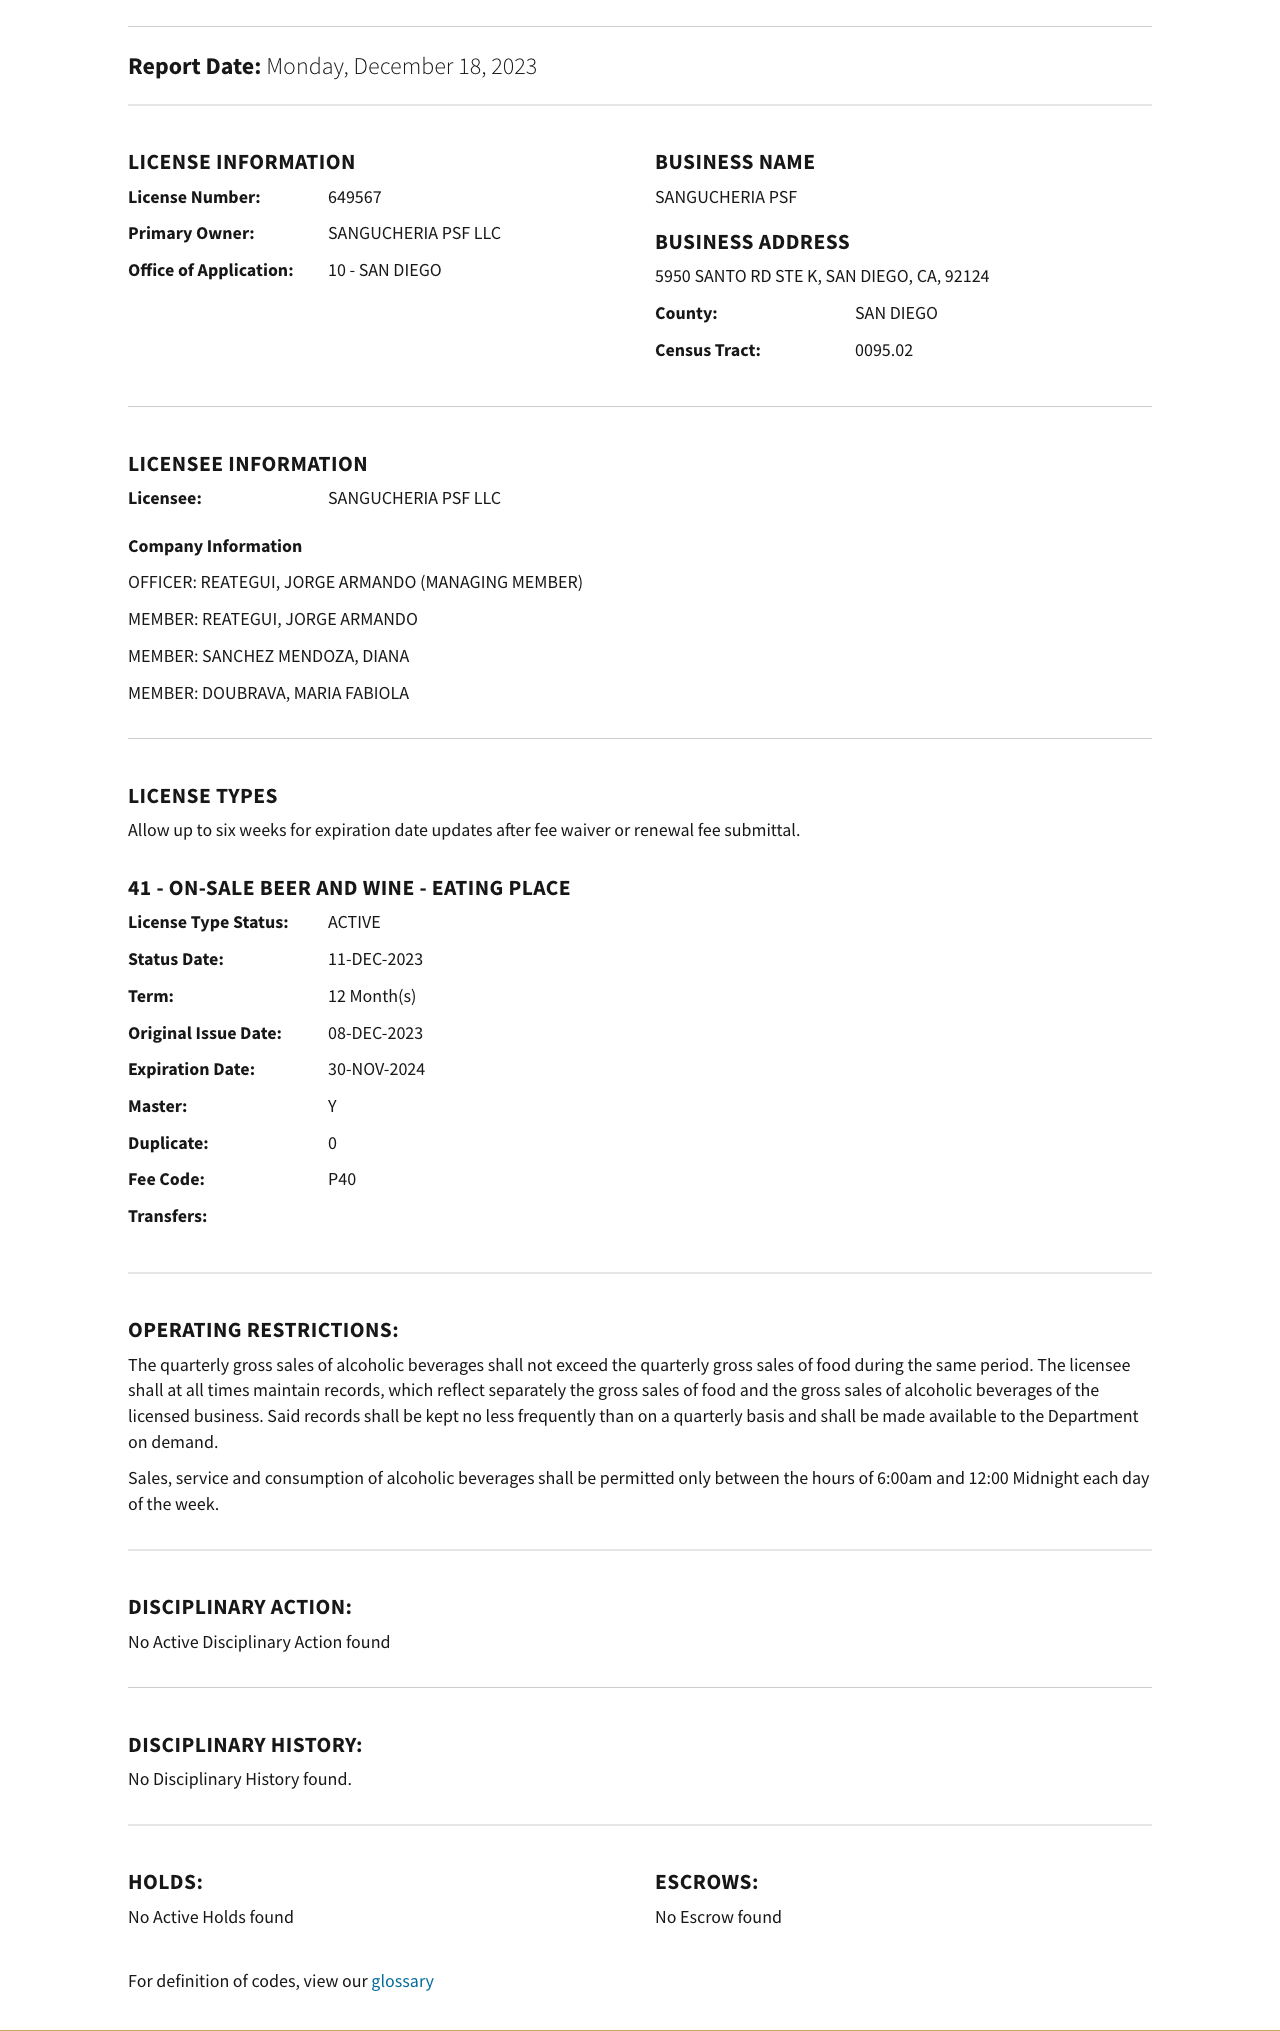 Report Date: Monday, December 18, 2023
LICENSE INFORMATION
License Number: 649567
Primary Owner: SANGUCHERIA PSF LLC
Office of Application: 10 - SAN DIEGO
BUSINESS NAME
SANGUCHERIA PSF
BUSINESS ADDRESS
5950 SANTO RD STE K, SAN DIEGO, CA, 92124
County: SAN DIEGO
Census Tract: 0095.02
LICENSEE INFORMATION
Licensee: SANGUCHERIA PSF LLC
Company Information
OFFICER: REATEGUI, JORGE ARMANDO (MANAGING MEMBER)
MEMBER: REATEGUI, JORGE ARMANDO
MEMBER: SANCHEZ MENDOZA, DIANA
MEMBER: DOUBRAVA, MARIA FABIOLA
LICENSE TYPES
Allow up to six weeks for expiration date updates after fee waiver or renewal fee submittal.
41 - ON-SALE BEER AND WINE - EATING PLACE
License Type Status: ACTIVE
Status Date: 11-DEC-2023
Term: 12 Month(s)
Original Issue Date: 08-DEC-2023
Expiration Date: 30-NOV-2024
Master: Y
Duplicate: 0
Fee Code: P40
Transfers:
OPERATING RESTRICTIONS:
The quarterly gross sales of alcoholic beverages shall not exceed the quarterly gross sales of food during the same period. The licensee
shall at all times maintain records, which reflect separately the gross sales of food and the gross sales of alcoholic beverages of the
licensed business. Said records shall be kept no less frequently than on a quarterly basis and shall be made available to the Department
on demand.
Sales, service and consumption of alcoholic beverages shall be permitted only between the hours of 6:00am and 12:00 Midnight each day
of the week.
DISCIPLINARY ACTION:
No Active Disciplinary Action found
DISCIPLINARY HISTORY:
No Disciplinary History found.
HOLDS:
No Active Holds found
ESCROWS:
No Escrow found
For definition of codes, view our glossary